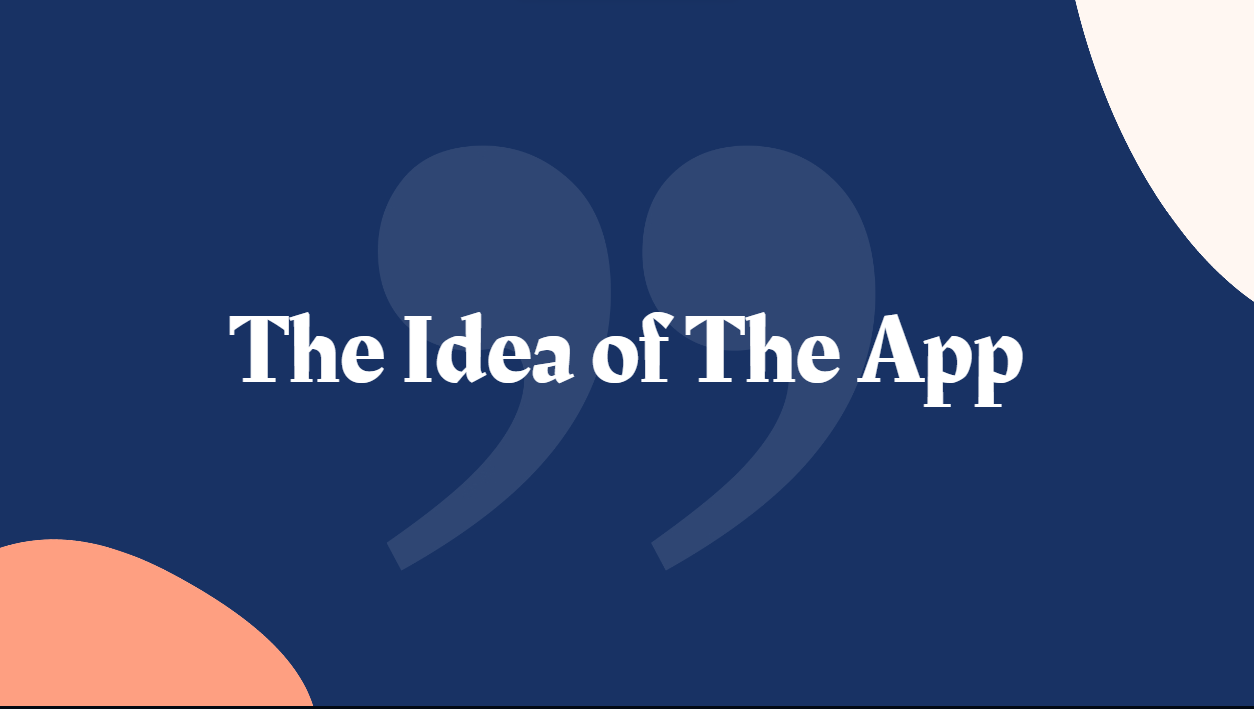 The Idea of The App